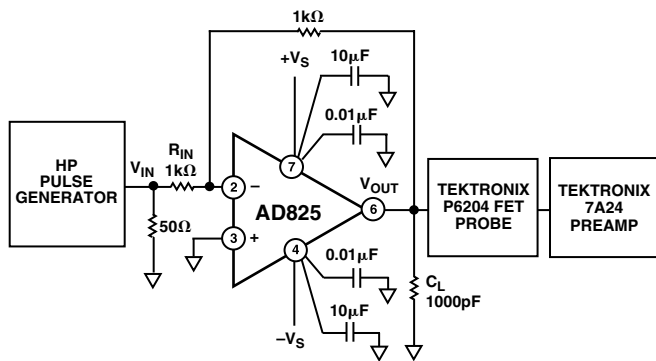 1kΩ
10μF
+VS
0.01μF
HP
PULSE
GENERATOR
VIN
RIN
1kΩ
50Ω
2
−
3
+
7
AD825
4
6
VOUT
TEKTRONIX
P6204 FET
PROBE
TEKTRONIX
7A24
PREAMP
0.01μF
10μF
−VS
CL
1000pF